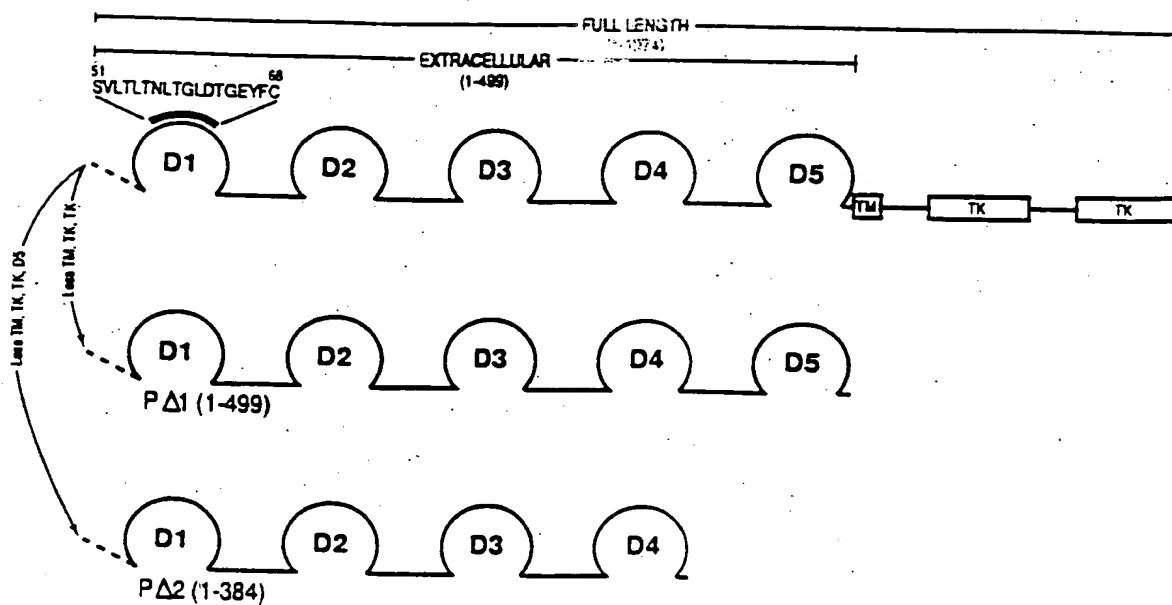 FULL LENGTH
EXTRACELLULAR
(1-499)
51
68
SVLTLTNLTGLDTGEYFC
D1 D2 D3 D4 D5
TM TK TK
Less TM, TK, TK, D5
Less TM, TK, TK
D1 D2 D3 D4 D5
PΔ1 (1-499)
D1 D2 D3 D4
PΔ2 (1-384)